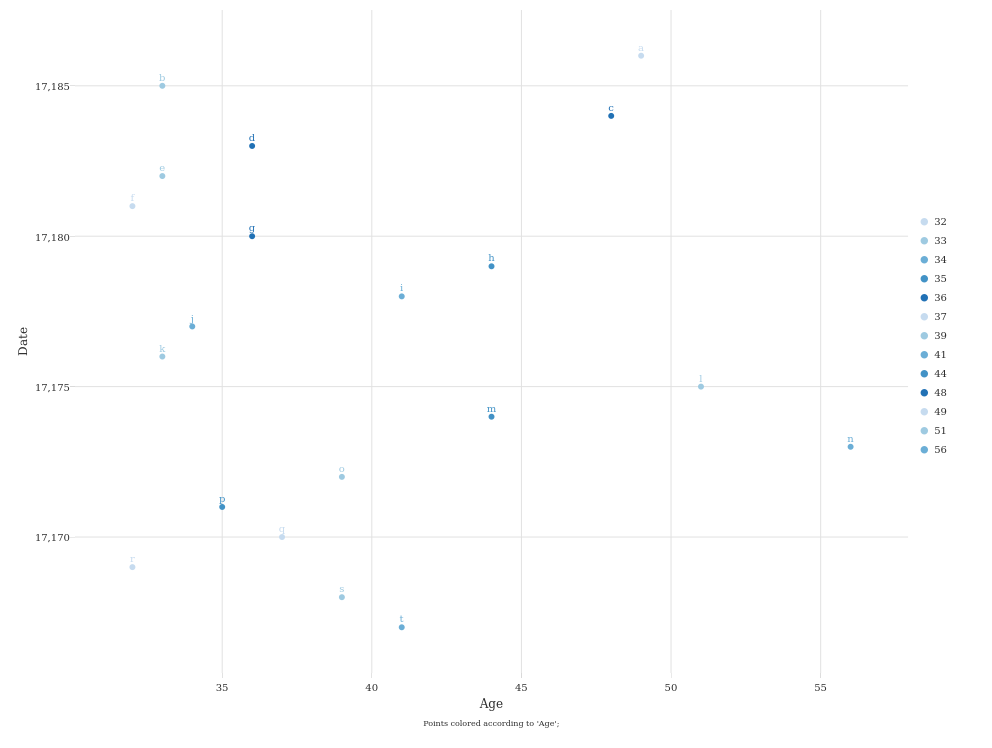 a
b
17,185
c
d
e
f
g
17,180
h
i
j
k
17,175
l
m
n
o
p
q
17,170
r
s
t
Date
35 40 45 50 55
Age
Points colored according to 'Age';
32
33
34
35
36
37
39
41
44
48
49
51
56